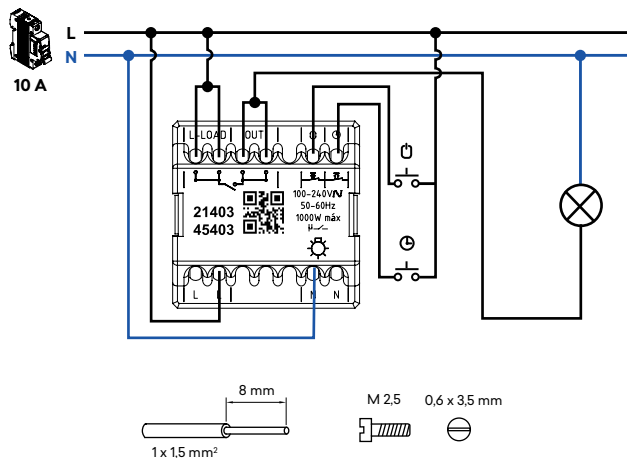 L
N
10 A
L-LOAD OUT
100-240V
50-60Hz
1000W máx
μ
21403
45403
L L N N
8 mm
1 x 1,5 mm²
M 2,5
0,6 x 3,5 mm